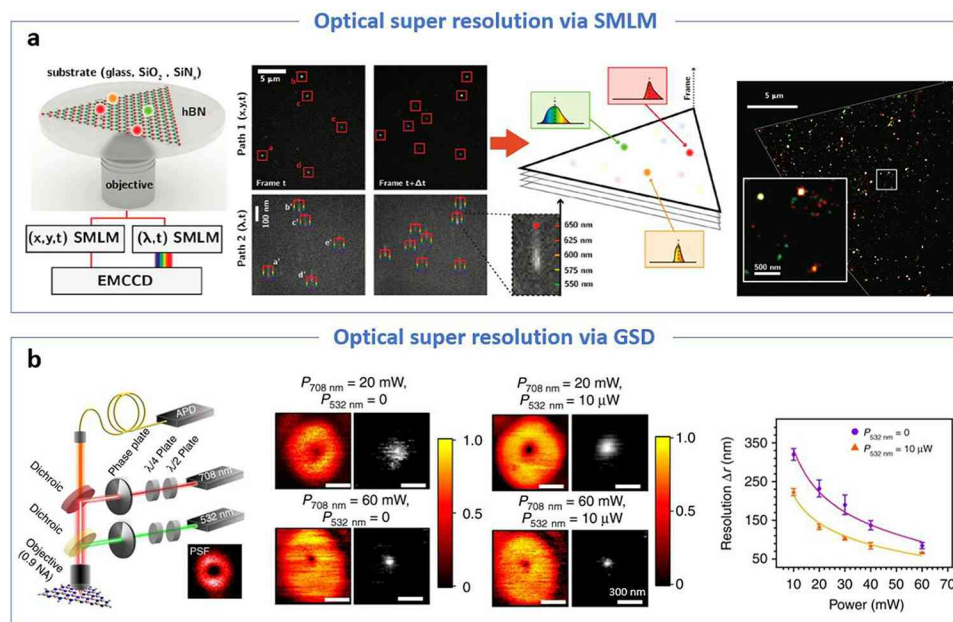 Optical super resolution via SMLM
a
substrate (glass, SiO₂ , SiNₓ)
hBN
objective
(x,y,t) SMLM
(λ,t) SMLM
EMCCD
Path 1 (x,y,t)
5 μm
b
c
e
a
d
Frame t
Frame t+Δt
Path 2 (λ,t)
100 nm
b'
c'
e'
a'
d'
650 nm
625 nm
600 nm
575 nm
550 nm
Frame
5 μm
500 nm
Optical super resolution via GSD
b
APD
Phase plate
λ/4 Plate
λ/2 Plate
Dichroic
708 nm
Dichroic
532 nm
Objective
(0.9 NA)
PSF
P708 nm = 20 mW,
P532 nm = 0
P708 nm = 60 mW,
P532 nm = 0
1.0
0.5
0
P708 nm = 20 mW,
P532 nm = 10 μW
P708 nm = 60 mW,
P532 nm = 10 μW
300 nm
1.0
0.5
0
Resolution Δr (nm)
350
250
150
50
P532 nm = 0
P532 nm = 10 μW
0 10 20 30 40 50 60 70
Power (mW)